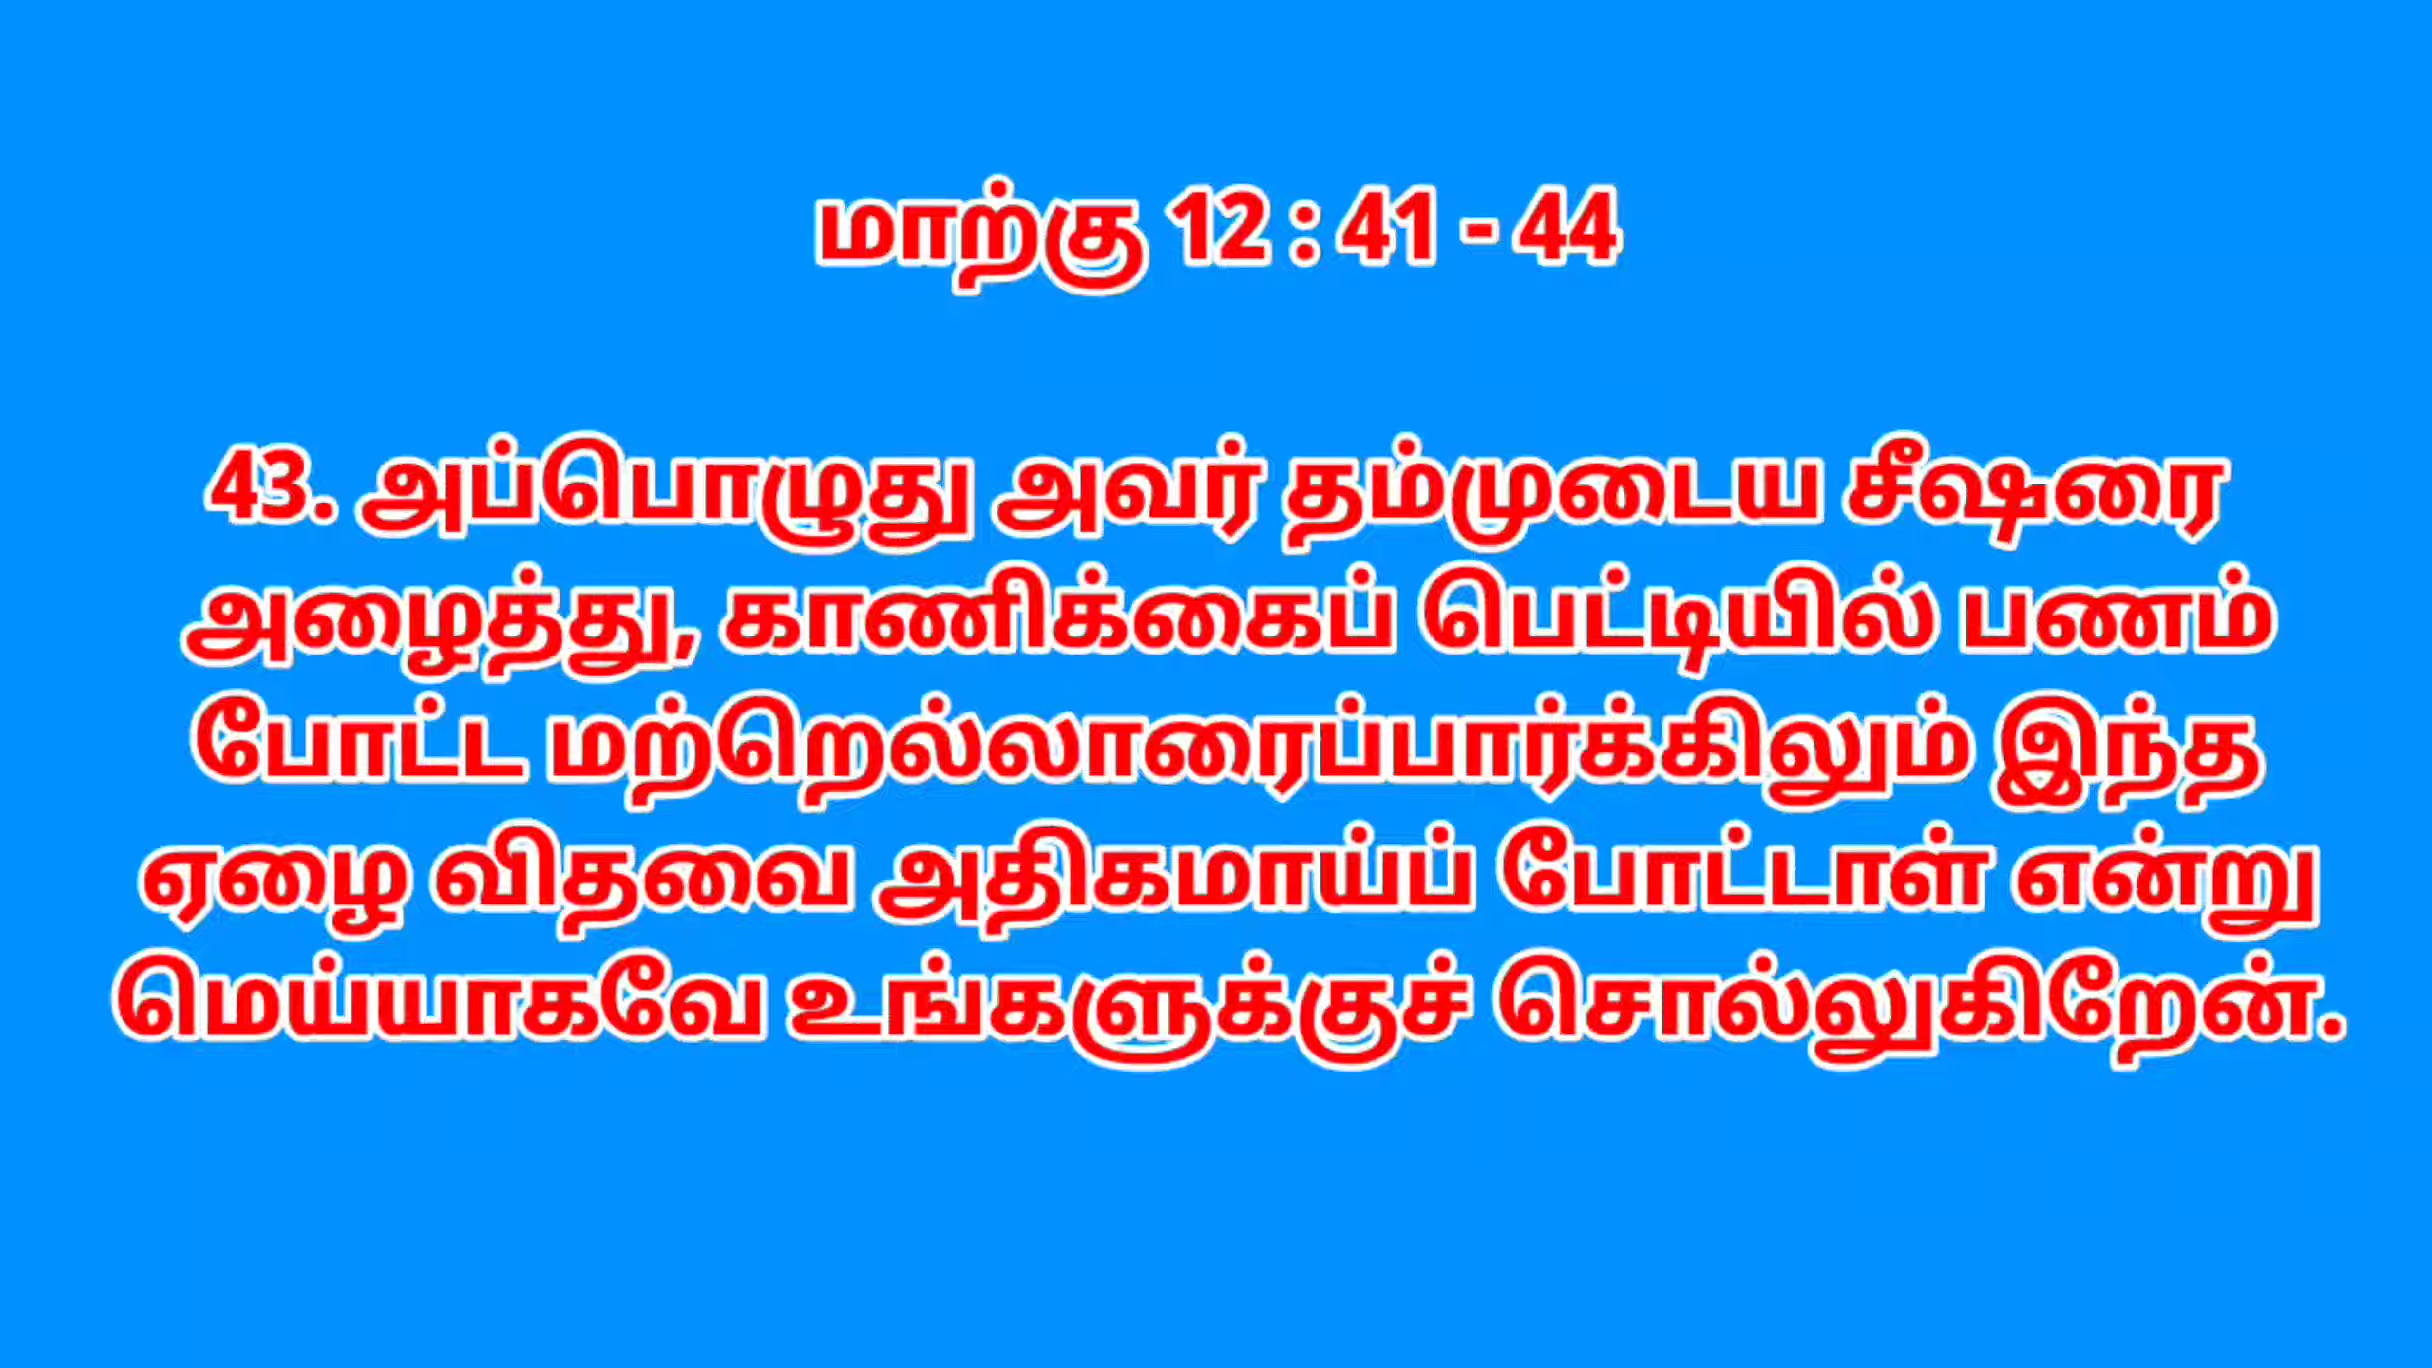 மாற்கு 12 : 41 - 44
43. அப்பொழுது அவர் தம்முடைய சீஷரை
அழைத்து, காணிக்கைப் பெட்டியில் பணம்
போட்ட மற்றெல்லாரைப்பார்க்கிலும் இந்த
ஏழை விதவை அதிகமாய்ப் போட்டாள் என்று
மெய்யாகவே உங்களுக்குச் சொல்லுகிறேன்.